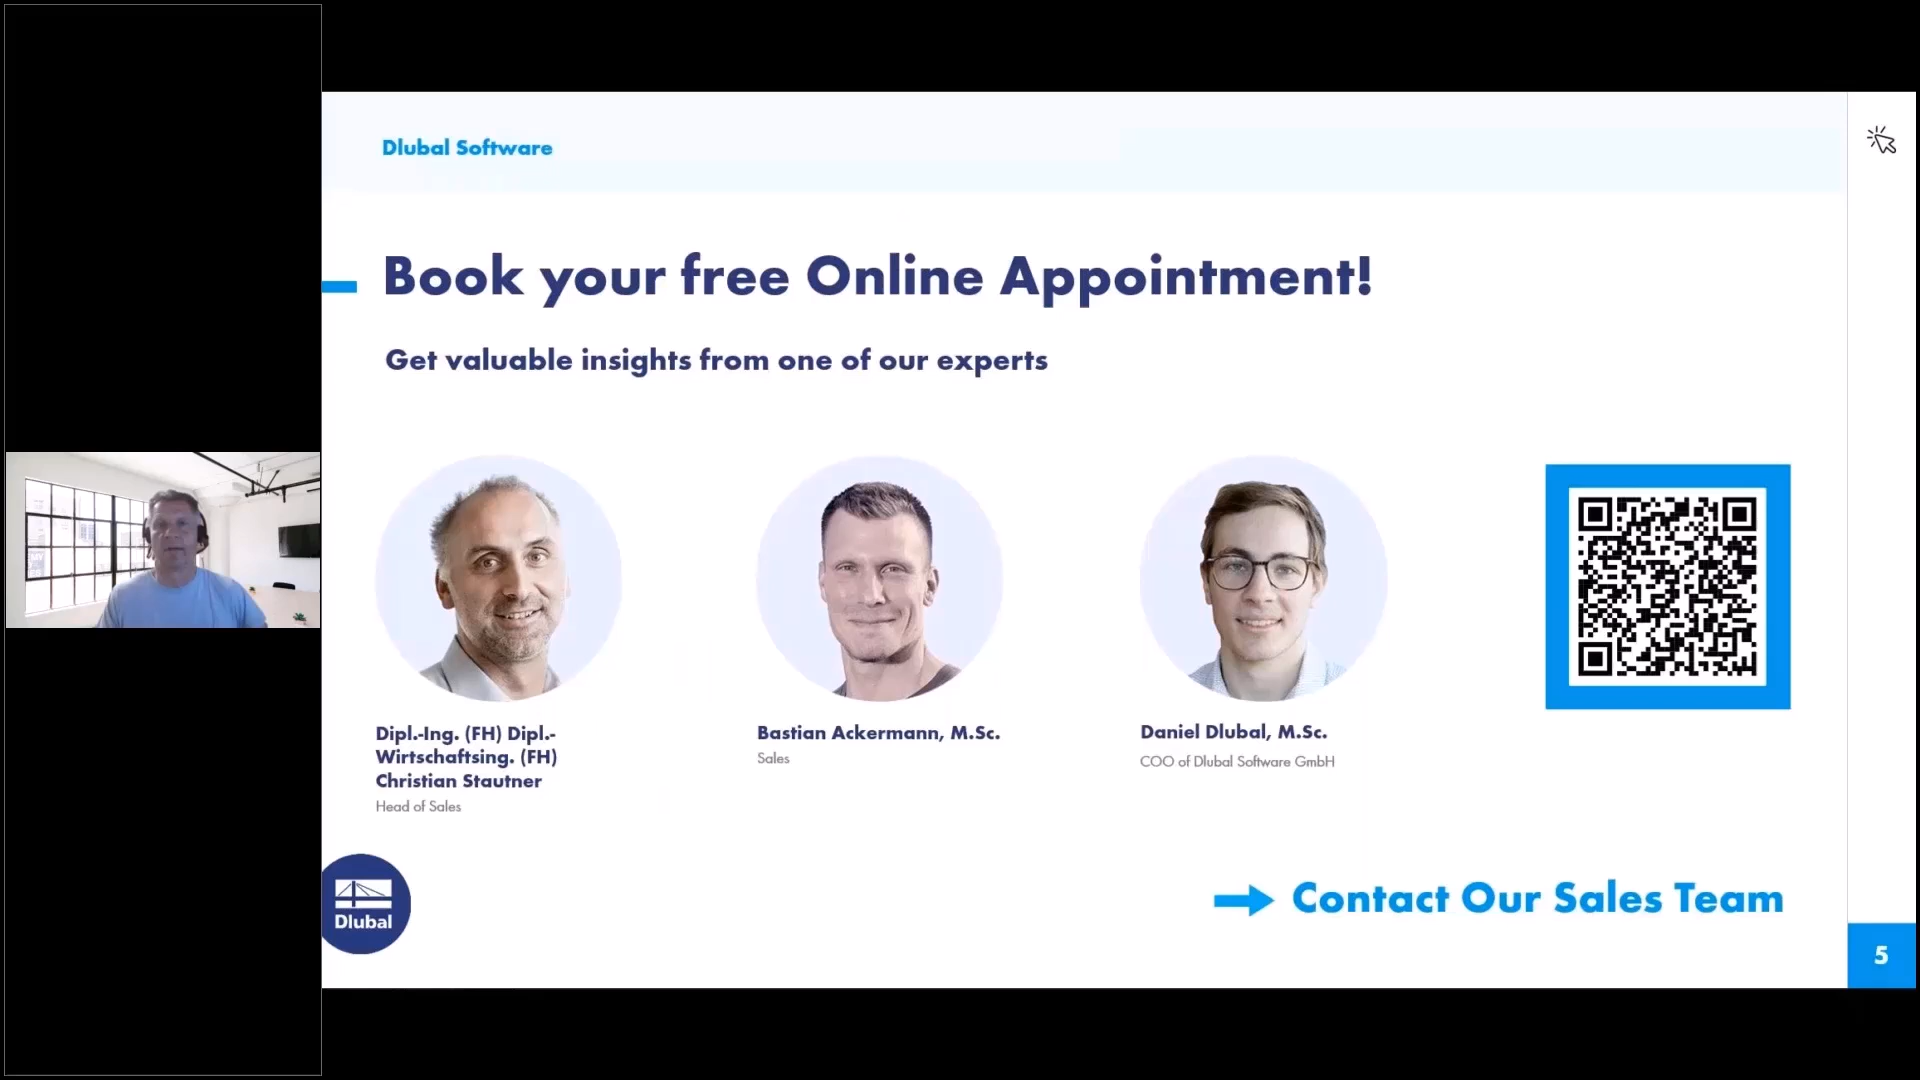 Dlubal Software
Book your free Online Appointment!
Get valuable insights from one of our experts
Dipl.-Ing. (FH) Dipl.-
Wirtschaftsing. (FH)
Christian Stautner
Head of Sales
Bastian Ackermann, M.Sc.
Sales
Daniel Dlubal, M.Sc.
COO of Dlubal Software GmbH
Dlubal
Contact Our Sales Team
5